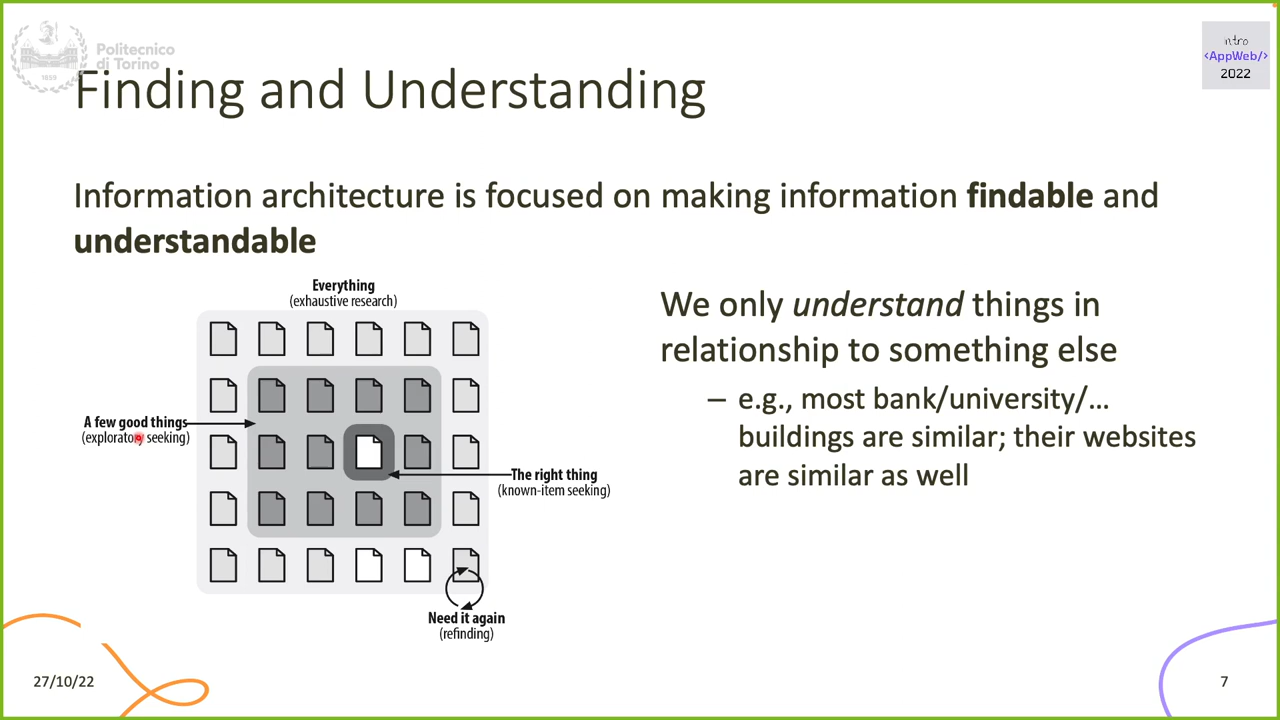 Politecnico
di Torino
1859
intro
<AppWeb/>
2022
Finding and Understanding
Information architecture is focused on making information findable and
understandable
Everything
(exhaustive research)
A few good things
(exploratory seeking)
The right thing
(known-item seeking)
Need it again
(refinding)
We only understand things in
relationship to something else
– e.g., most bank/university/…
buildings are similar; their websites
are similar as well
27/10/22
7